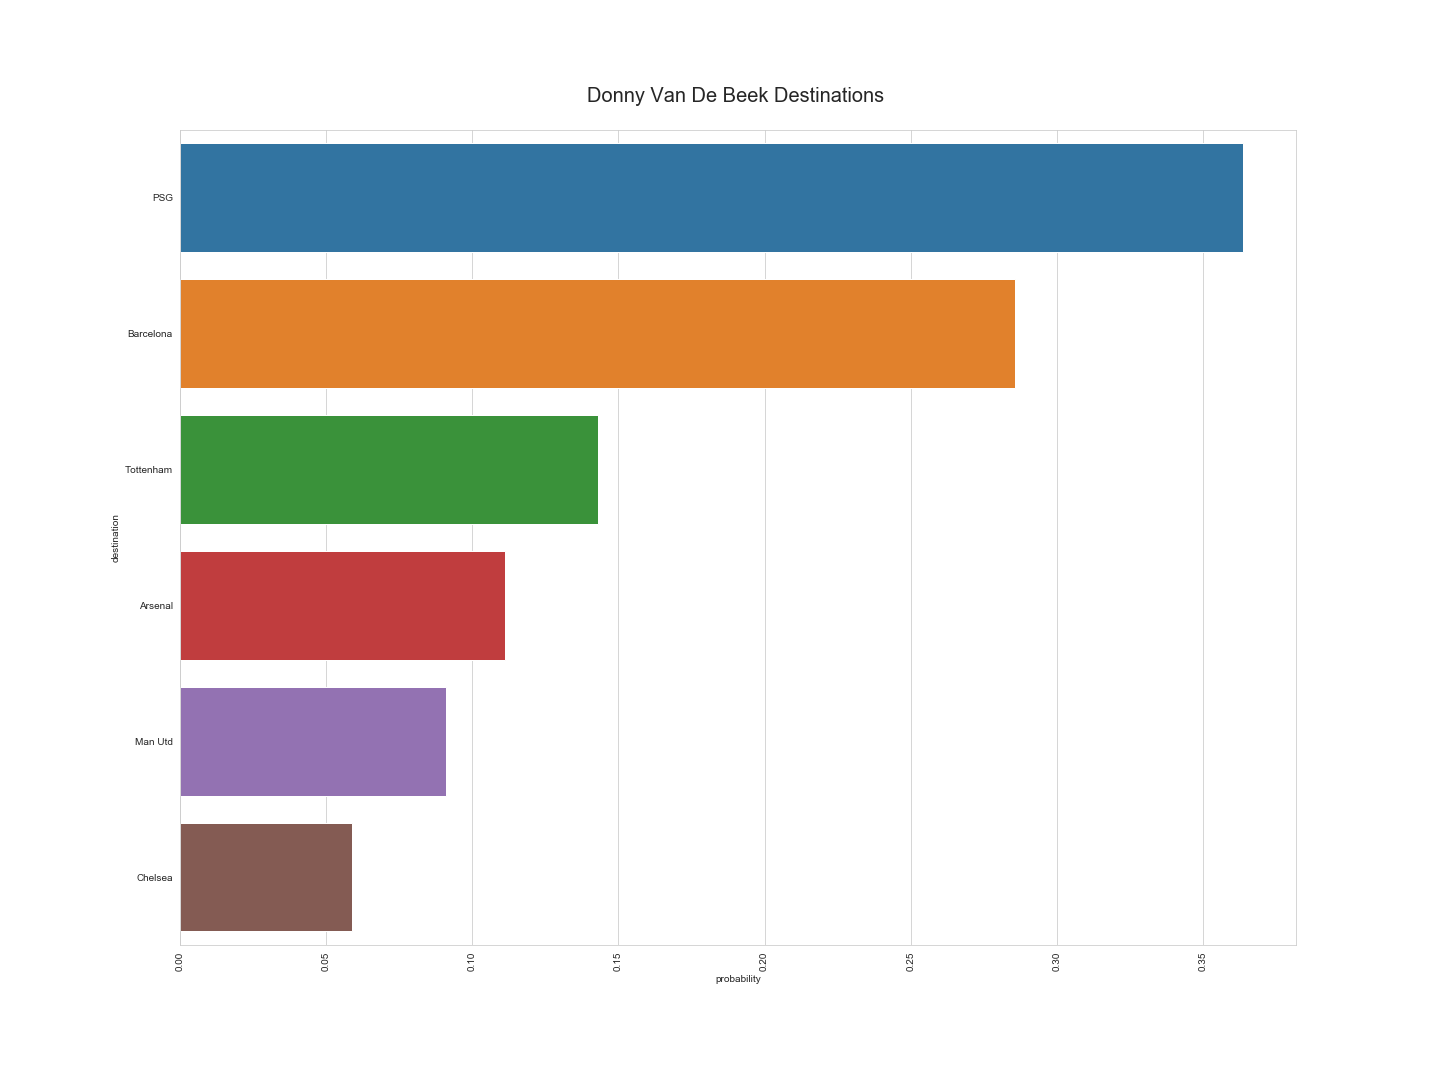 Donny Van De Beek Destinations
PSG
Barcelona
Tottenham
Arsenal
Man Utd
Chelsea
destination
0.00
0.05
0.10
0.15
0.20
0.25
0.30
0.35
probability